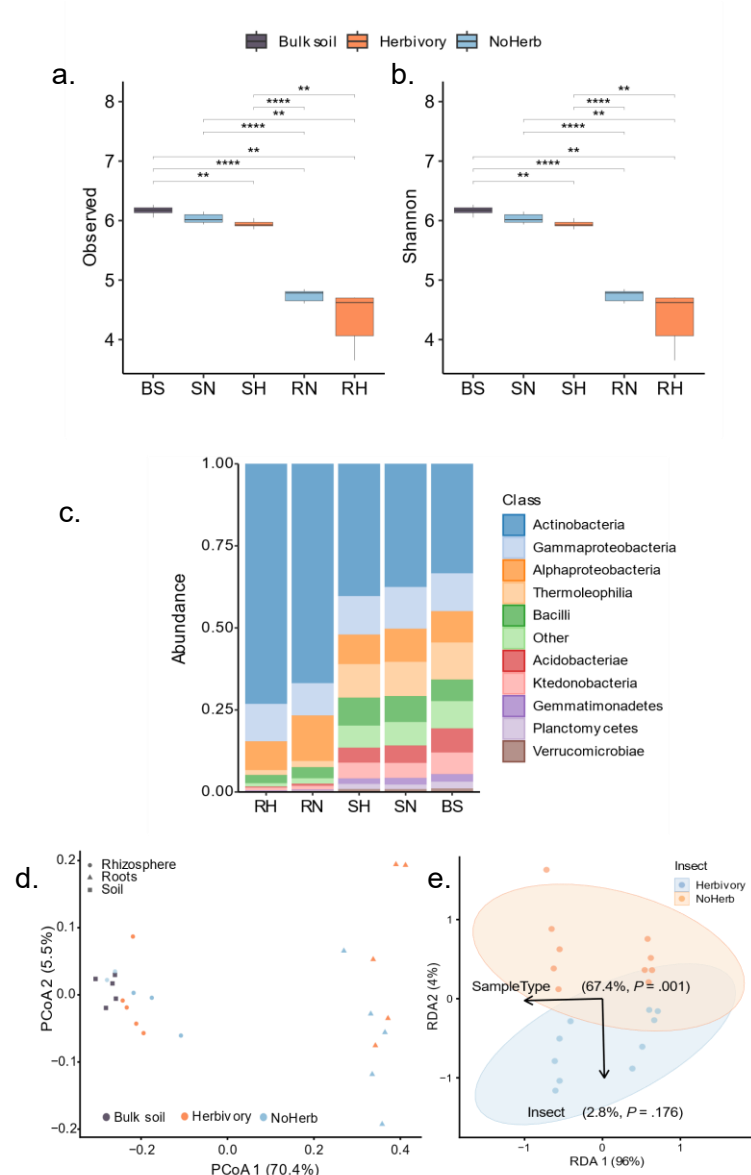 Bulk soil Herbivory NoHerb
a.
b.
**
****
**
****
**
****
**
8
7
6
5
4
Observed
BS SN SH RN RH
**
****
**
****
**
****
**
8
7
6
5
4
Shannon
BS SN SH RN RH
c.
1.00
0.75
0.50
0.25
0.00
Abundance
RH RN SH SN BS
Class
Actinobacteria
Gammaproteobacteria
Alphaproteobacteria
Thermoleophilia
Bacilli
Other
Acidobacteriae
Ktedonobacteria
Gemmatimonadetes
Planctomycetes
Verrucomicrobiae
d.
Rhizosphere
Roots
Soil
0.2
0.1
0.0
−0.1
−0.2
PCoA 2 (5.5%)
Bulk soil Herbivory NoHerb
−0.2 0.0 0.2 0.4
PCoA 1 (70.4%)
e.
Insect
Herbivory
NoHerb
1
0
−1
RDA2 (4%)
SampleType (67.4%, P = .001)
Insect (2.8%, P = .176)
−1 0 1
RDA 1 (96%)